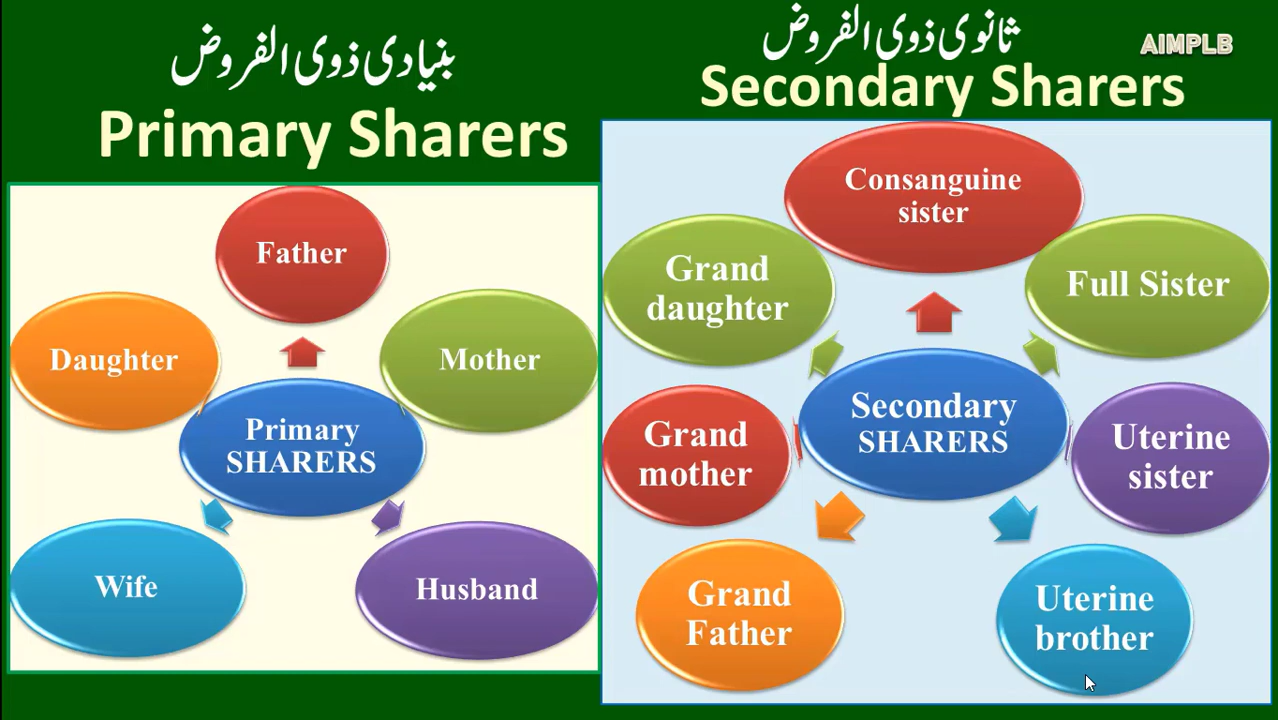 بنیادی ذوی الفروض
Primary Sharers
Father
Daughter
Mother
Primary
SHARERS
Wife
Husband
ثانوی ذوی الفروض
AIMPLB
Secondary Sharers
Consanguine
sister
Grand
daughter
Full Sister
Secondary
SHARERS
Grand
mother
Uterine
sister
Grand
Father
Uterine
brother